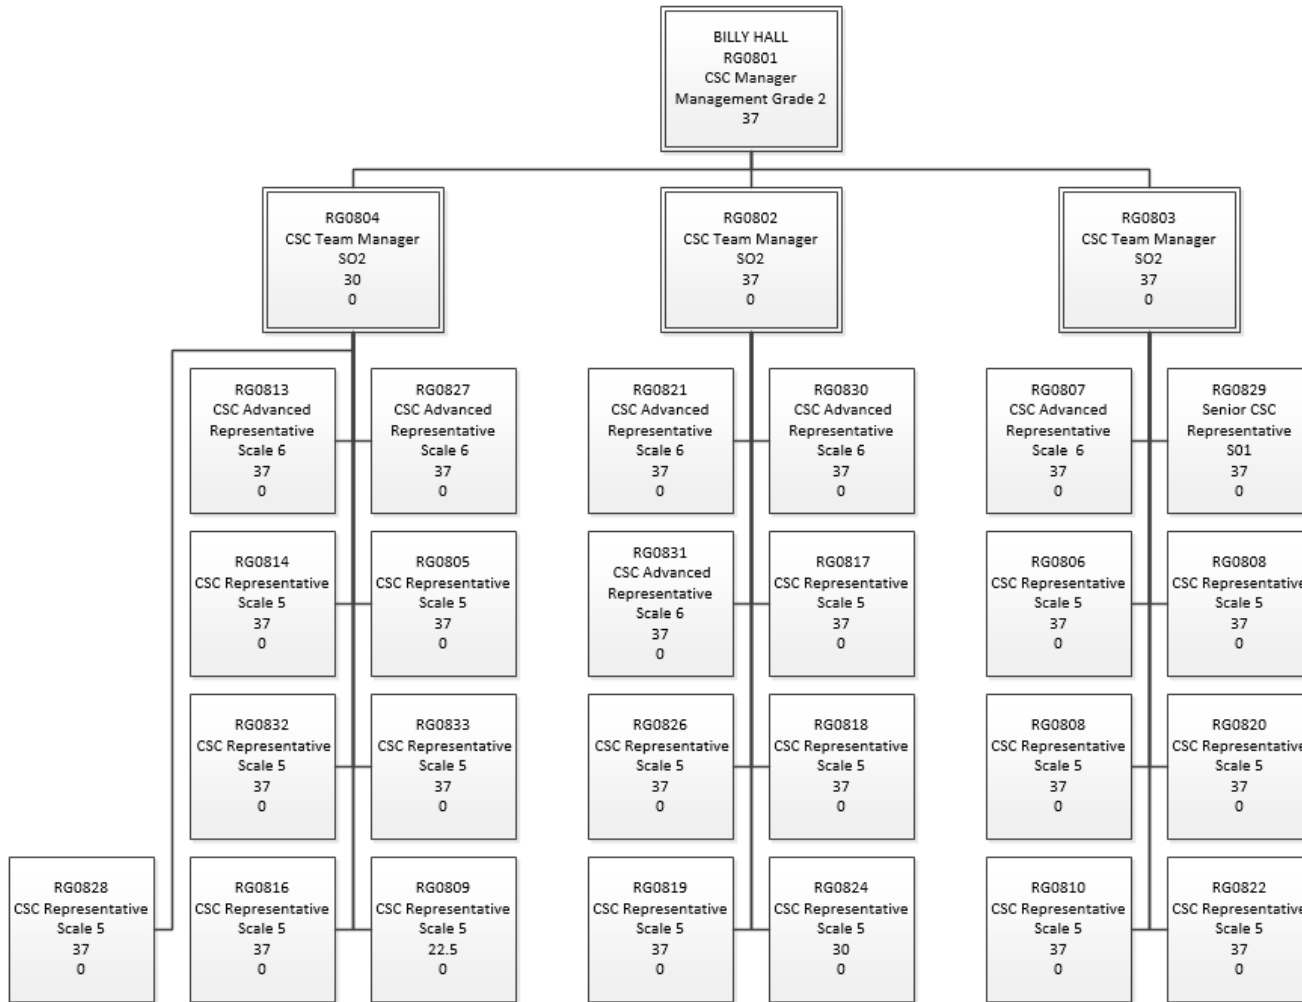 BILLY HALL
RG0801
CSC Manager
Management Grade 2
37
RG0804
CSC Team Manager
SO2
30
0
RG0802
CSC Team Manager
SO2
37
0
RG0803
CSC Team Manager
SO2
37
0
RG0813
CSC Advanced
Representative
Scale 6
37
0
RG0827
CSC Advanced
Representative
Scale 6
37
0
RG0821
CSC Advanced
Representative
Scale 6
37
0
RG0830
CSC Advanced
Representative
Scale 6
37
0
RG0807
CSC Advanced
Representative
Scale  6
37
0
RG0829
Senior CSC
Representative
S01
37
0
RG0814
CSC Representative
Scale 5
37
0
RG0805
CSC Representative
Scale 5
37
0
RG0831
CSC Advanced
Representative
Scale 6
37
0
RG0817
CSC Representative
Scale 5
37
0
RG0806
CSC Representative
Scale 5
37
0
RG0808
CSC Representative
Scale 5
37
0
RG0832
CSC Representative
Scale 5
37
0
RG0833
CSC Representative
Scale 5
37
0
RG0826
CSC Representative
Scale 5
37
0
RG0818
CSC Representative
Scale 5
37
0
RG0808
CSC Representative
Scale 5
37
0
RG0820
CSC Representative
Scale 5
37
0
RG0828
CSC Representative
Scale 5
37
0
RG0816
CSC Representative
Scale 5
37
0
RG0809
CSC Representative
Scale 5
22.5
0
RG0819
CSC Representative
Scale 5
37
0
RG0824
CSC Representative
Scale 5
30
0
RG0810
CSC Representative
Scale 5
37
0
RG0822
CSC Representative
Scale 5
37
0